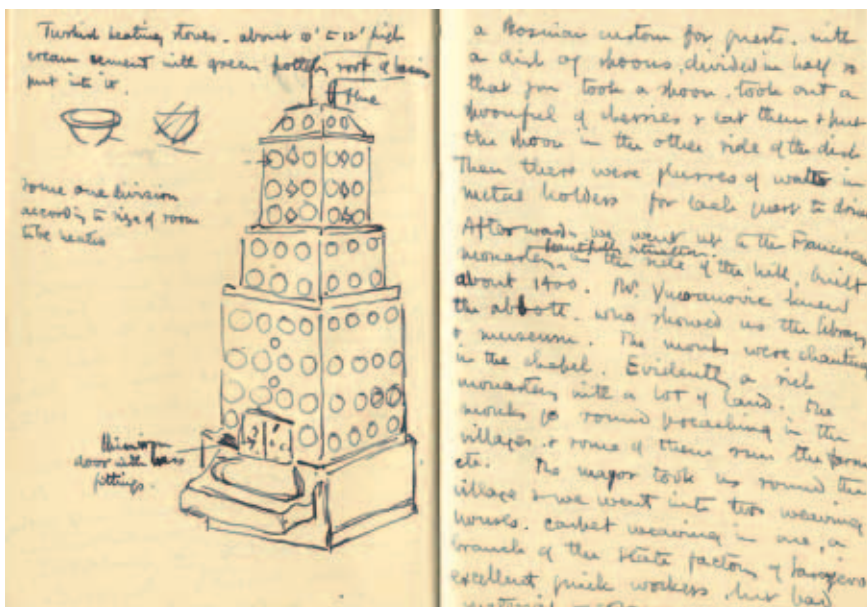 Turkish heating stoves - about 10' to 12' high
cream cement with green pottery sort of basins
put into it.
flue
some one division
according to size of room
to be heated
door with brass
fittings.
a Bosnian custom for guests. with
a dish of spoons, divided in half so
that you took a spoon, took out a
spoonful of cherries & eat them & put
the spoon in the other side of the dish
Then there were glasses of water in
metal holders for each guest to drink
Afterwards we went up to the Franciscan
beautifully situated
monastery on the side of the hill, built
about 1400. knew
the abbott, who showed us the library
& museum. The monks were chanting
in the chapel. Evidently a rich
monastery with a lot of land. The
monks go round preaching in the
villages & some of them run the farm
etc. The major took us round the
village & we went into two weaving
houses. carpet weaving in one, a
branch of the State factory of Sarajevo
excellent quick workers, but bad